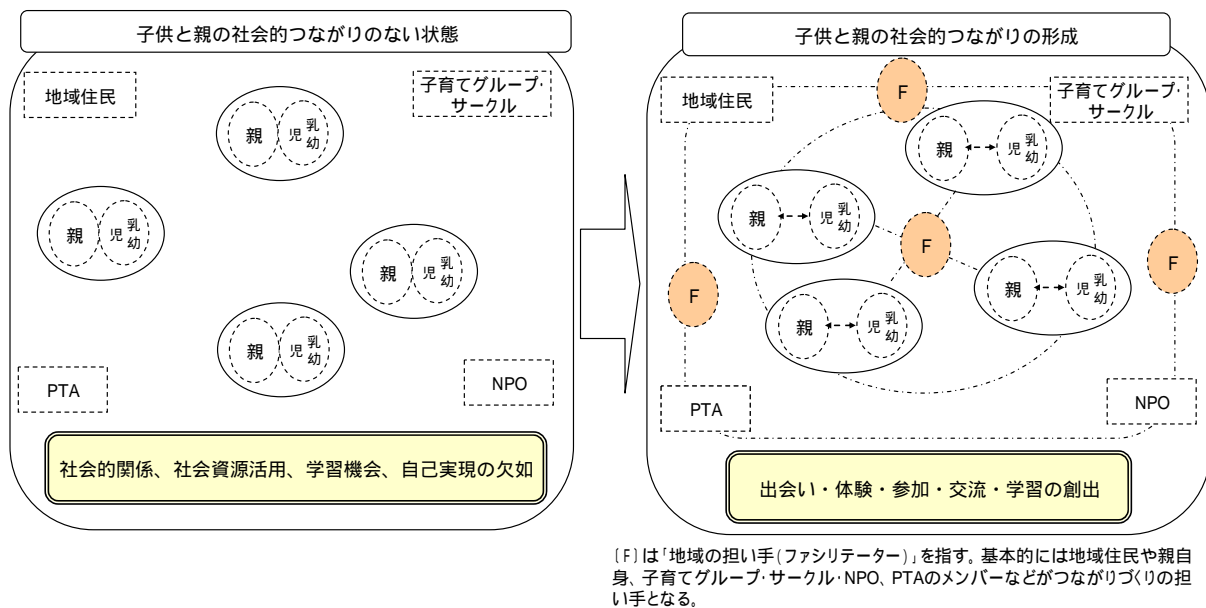 子供と親の社会的つながりのない状態
地域住民
子育てグループ・
サークル
親
児
乳
幼
親
児
乳
幼
親
児
乳
幼
親
児
乳
幼
PTA
NPO
社会的関係、社会資源活用、学習機会、自己実現の欠如
子供と親の社会的つながりの形成
地域住民
F
子育てグループ・
サークル
親
児
乳
幼
親
児
乳
幼
F
F
F
親
児
乳
幼
親
児
乳
幼
PTA
NPO
出会い・体験・参加・交流・学習の創出
[F]は「地域の担い手(ファシリテーター)」を指す。基本的には地域住民や親自
身、子育てグループ・サークル・NPO、PTAのメンバーなどがつながりづくりの担
い手となる。